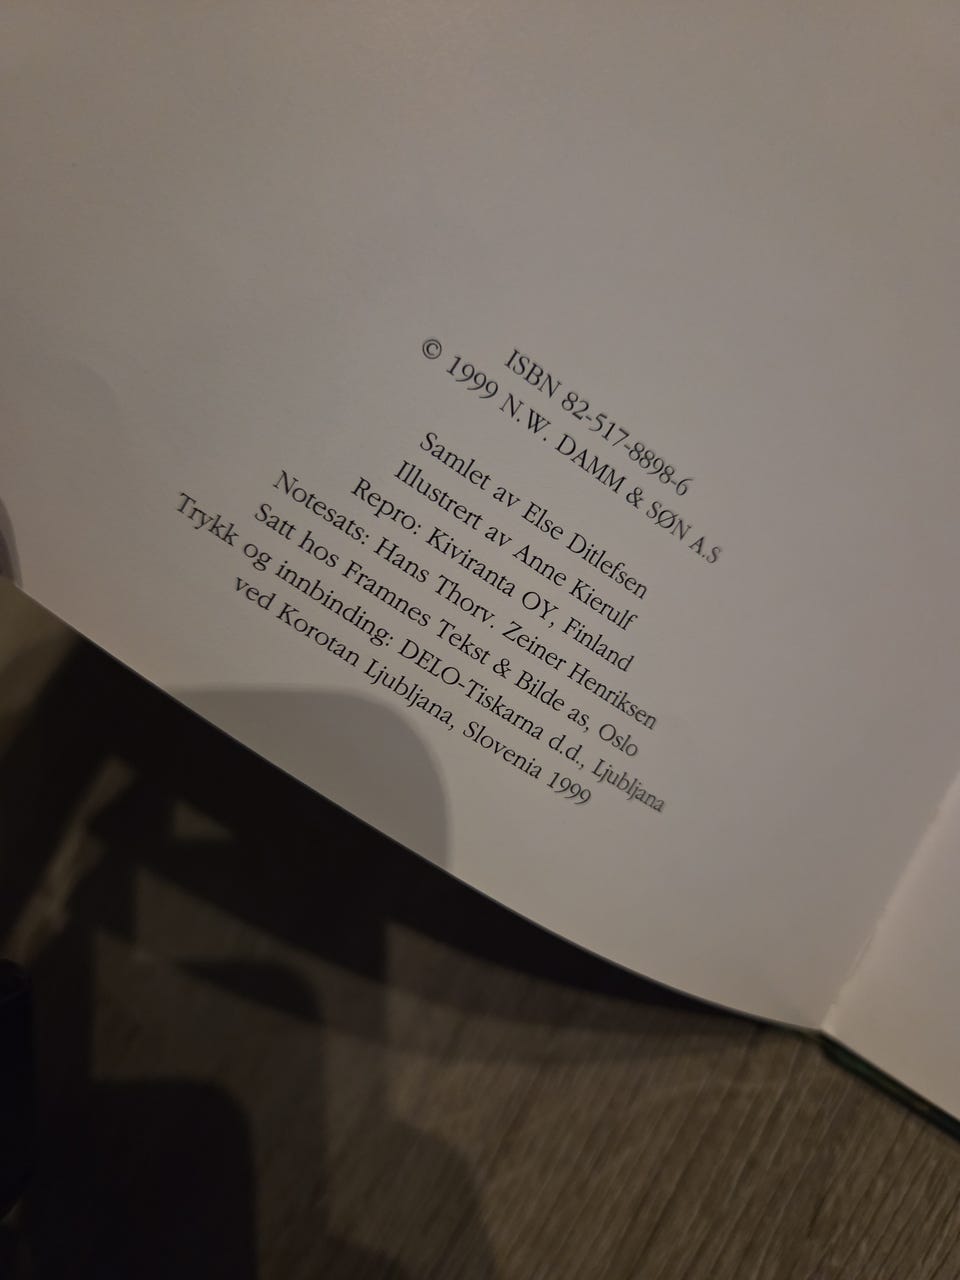 ISBN 82-517-8898-6
© 1999 N.W. DAMM & SØN A.S
Samlet av Else Ditlefsen
Illustrert av Anne Kierulf
Repro: Kiviranta OY, Finland
Notesats: Hans Thorv. Zeiner Henriksen
Satt hos Framnes Tekst & Bilde as, Oslo
Trykk og innbinding: DELO-Tiskarna d.d., Ljubljana
ved Korotan Ljubljana, Slovenia 1999